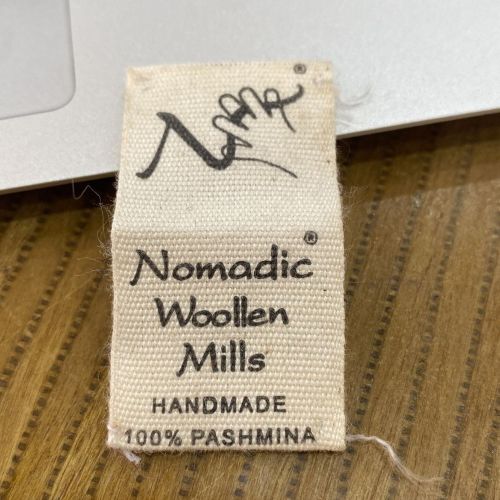 ®
Nomadic®
Woollen
Mills
HANDMADE
100% PASHMINA